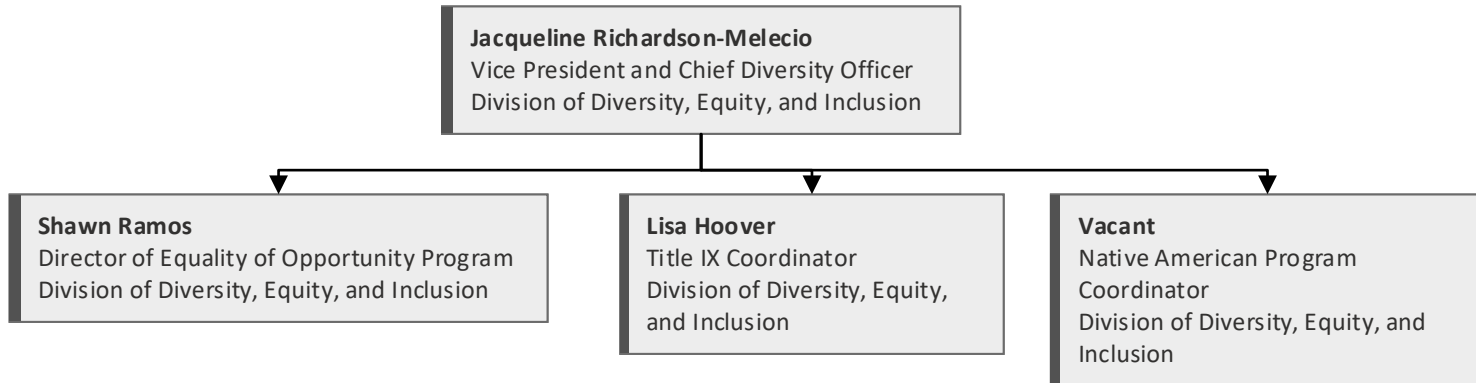 Jacqueline Richardson-Melecio
Vice President and Chief Diversity Officer
Division of Diversity, Equity, and Inclusion
Shawn Ramos
Director of Equality of Opportunity Program
Division of Diversity, Equity, and Inclusion
Lisa Hoover
Title IX Coordinator
Division of Diversity, Equity,
and Inclusion
Vacant
Native American Program
Coordinator
Division of Diversity, Equity, and
Inclusion